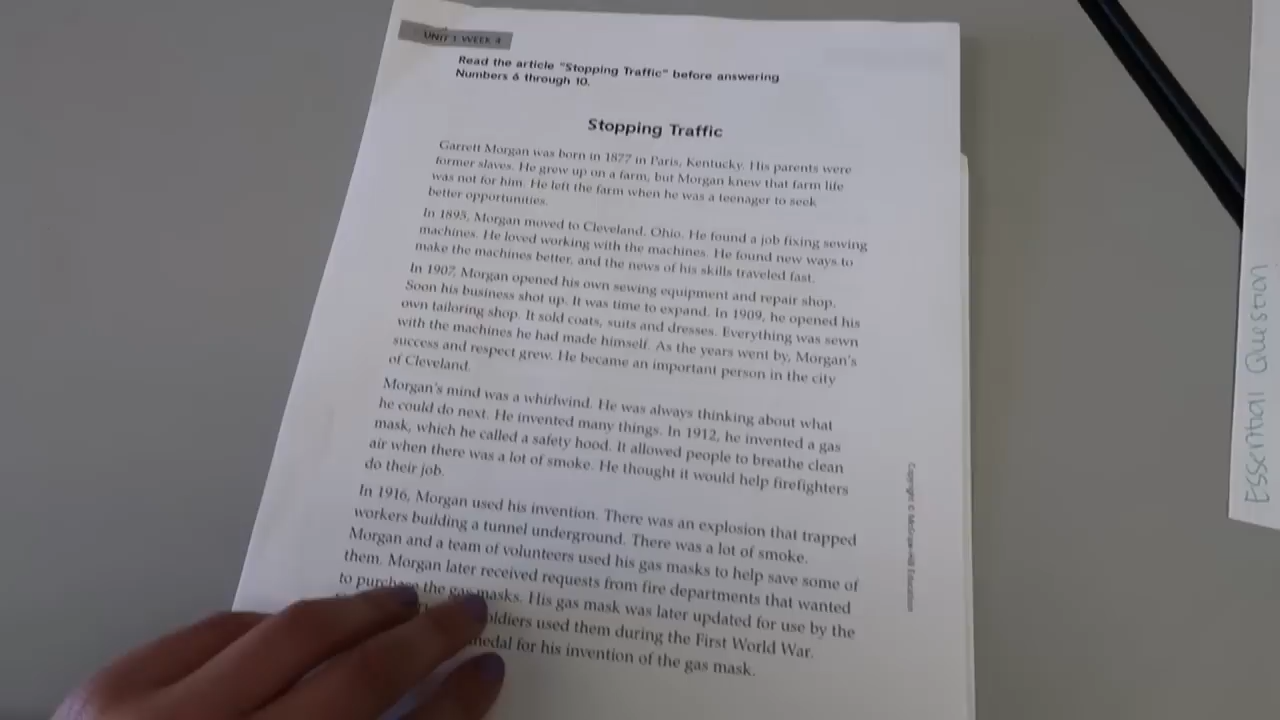 UNIT 1 WEEK 4
Read the article "Stopping Traffic" before answering
Numbers 6 through 10.
Stopping Traffic
Garrett Morgan was born in 1877 in Paris, Kentucky. His parents were
former slaves. He grew up on a farm, but Morgan knew that farm life
was not for him. He left the farm when he was a teenager to seek
better opportunities.
In 1895, Morgan moved to Cleveland, Ohio. He found a job fixing sewing
machines. He loved working with the machines. He found new ways to
make the machines better, and the news of his skills traveled fast.
In 1907, Morgan opened his own sewing equipment and repair shop.
Soon his business shot up. It was time to expand. In 1909, he opened his
own tailoring shop. It sold coats, suits and dresses. Everything was sewn
with the machines he had made himself. As the years went by, Morgan's
success and respect grew. He became an important person in the city
of Cleveland.
Morgan's mind was a whirlwind. He was always thinking about what
he could do next. He invented many things. In 1912, he invented a gas
mask, which he called a safety hood. It allowed people to breathe clean
air when there was a lot of smoke. He thought it would help firefighters
do their job.
In 1916, Morgan used his invention. There was an explosion that trapped
workers building a tunnel underground. There was a lot of smoke.
Morgan and a team of volunteers used his gas masks to help save some of
them. Morgan later received requests from fire departments that wanted
to purchase the gas masks. His gas mask was later updated for use by the
soldiers used them during the First World War.
medal for his invention of the gas mask.
Copyright © McGraw-Hill Education
Essential Question